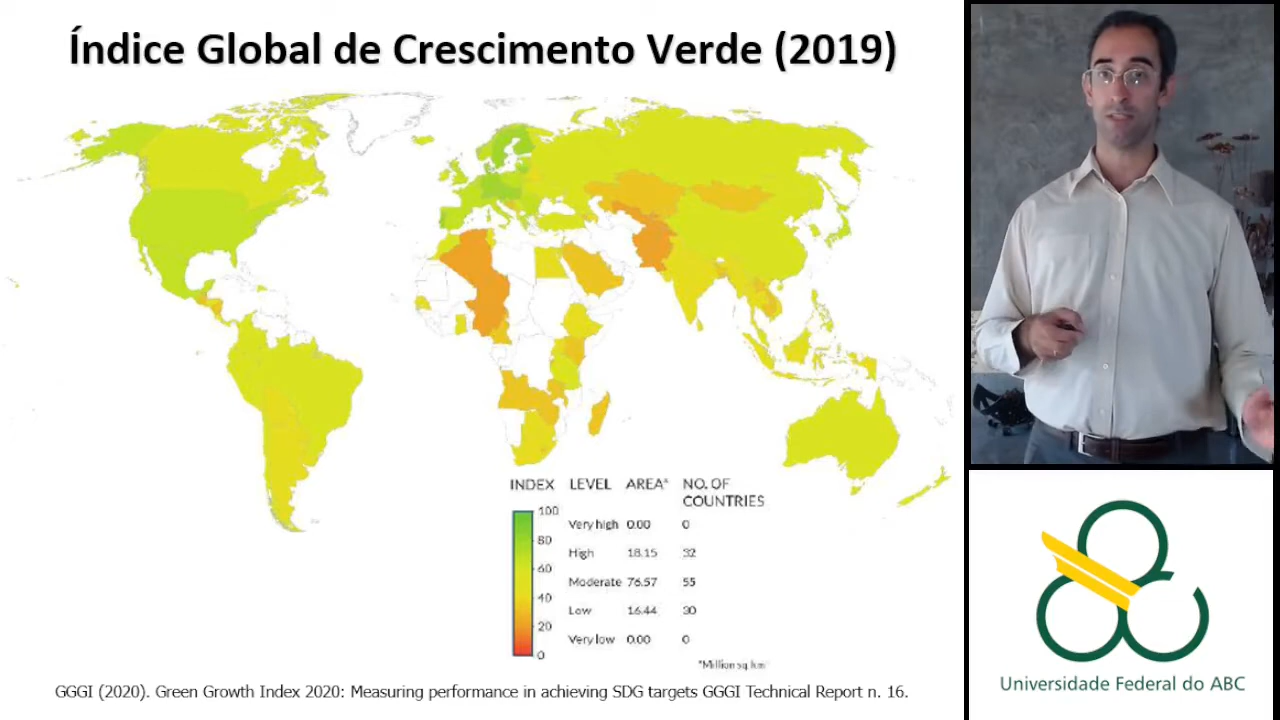 Índice Global de Crescimento Verde (2019)
INDEX LEVEL AREA* NO. OF
COUNTRIES
100
Very high 0.00 0
80
High 18.15 32
60
Moderate 76.57 55
40
Low 16.44 30
20
Very low 0.00 0
0
*Million sq km
GGGI (2020). Green Growth Index 2020: Measuring performance in achieving SDG targets GGGI Technical Report n. 16.
Universidade Federal do ABC